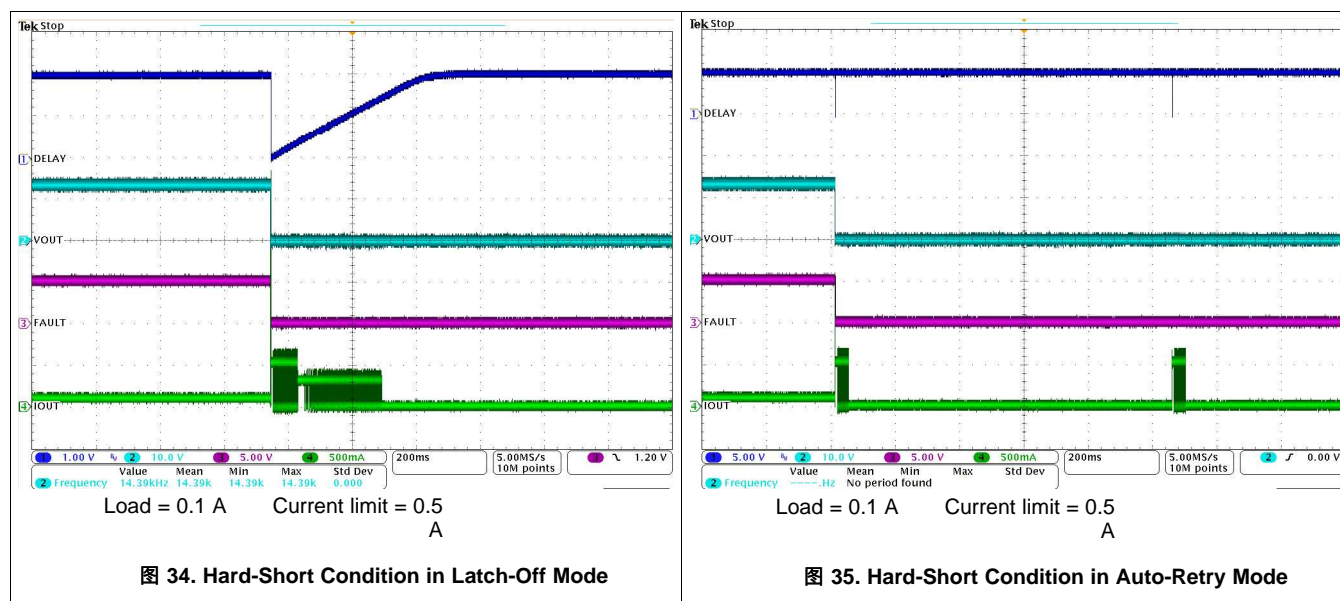 Tek Stop
1 DELAY
2 VOUT
3 FAULT
4 IOUT
1 1.00 V 2 10.0 V 3 5.00 V 4 500mA
200ms
5.00MS/s
10M points
3 1.20 V
Value Mean Min Max Std Dev
2 Frequency 14.39kHz 14.39k 14.39k 14.39k 0.000
Load = 0.1 A Current limit = 0.5
A
图 34. Hard-Short Condition in Latch-Off Mode
Tek Stop
1 DELAY
2 VOUT
3 FAULT
4 IOUT
1 5.00 V 2 10.0 V 3 5.00 V 4 500mA
200ms
5.00MS/s
10M points
2 0.00 V
Value Mean Min Max Std Dev
2 Frequency ----.Hz No period found
Load = 0.1 A Current limit = 0.5
A
图 35. Hard-Short Condition in Auto-Retry Mode